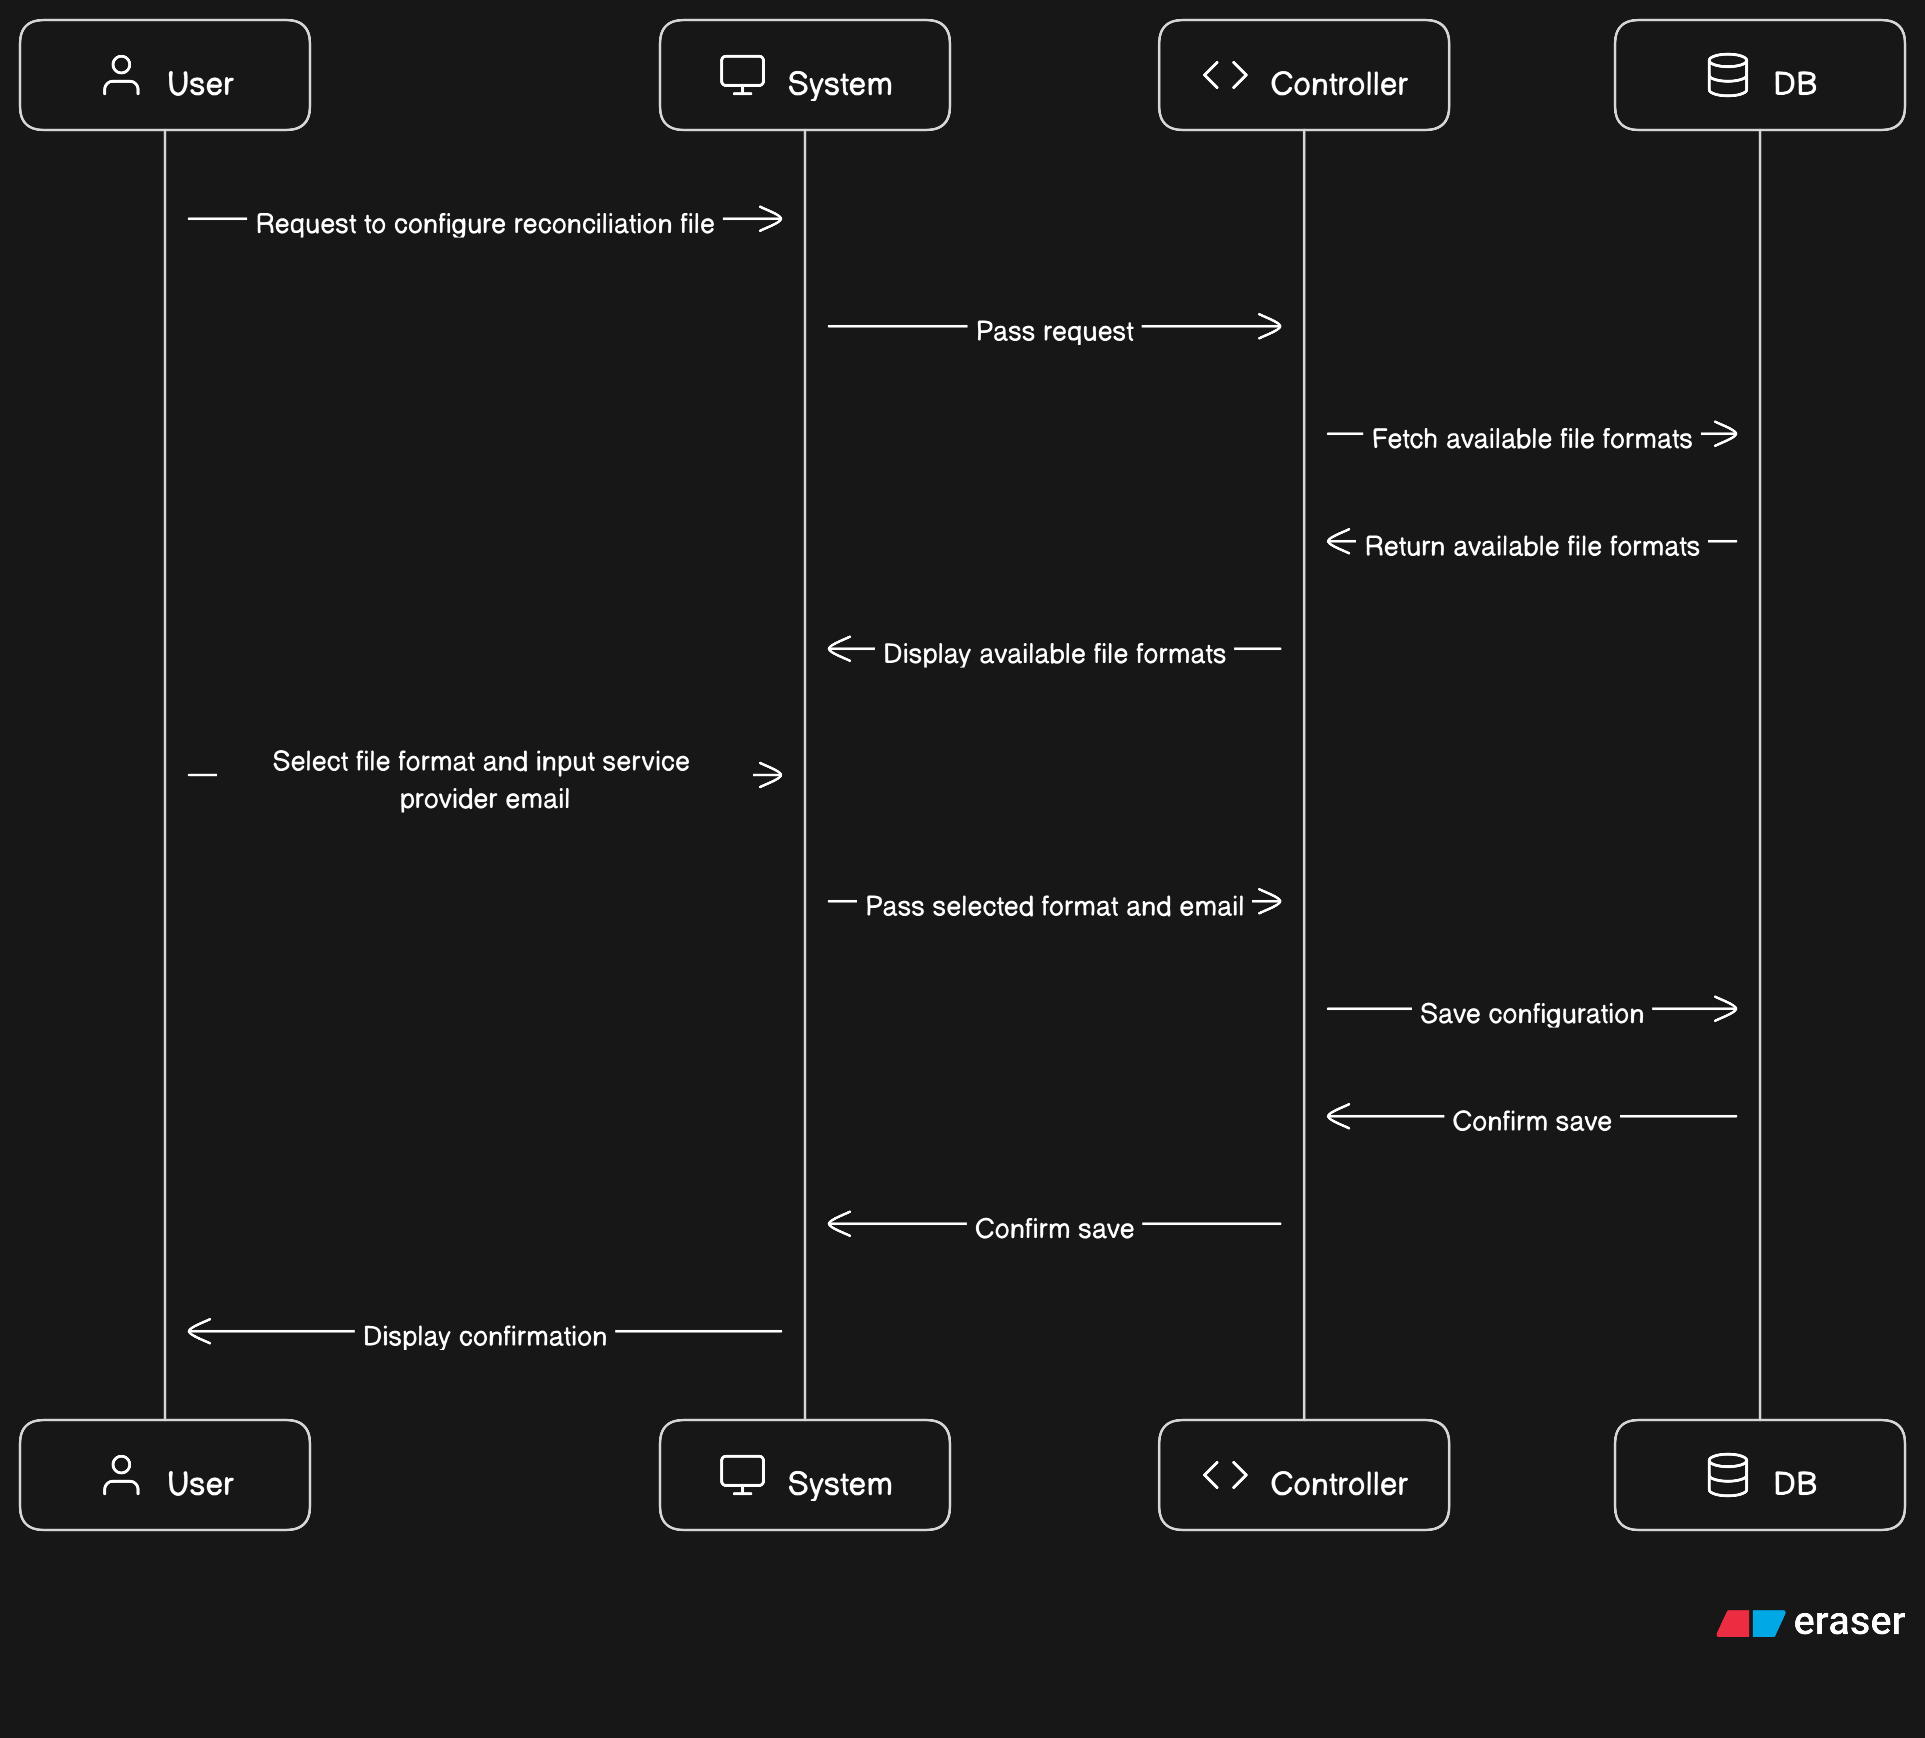 User
System
Controller
DB
Request to configure reconciliation file
Pass request
Fetch available file formats
Return available file formats
Display available file formats
Select file format and input service
provider email
Pass selected format and email
Save configuration
Confirm save
Confirm save
Display confirmation
User
System
Controller
DB
eraser